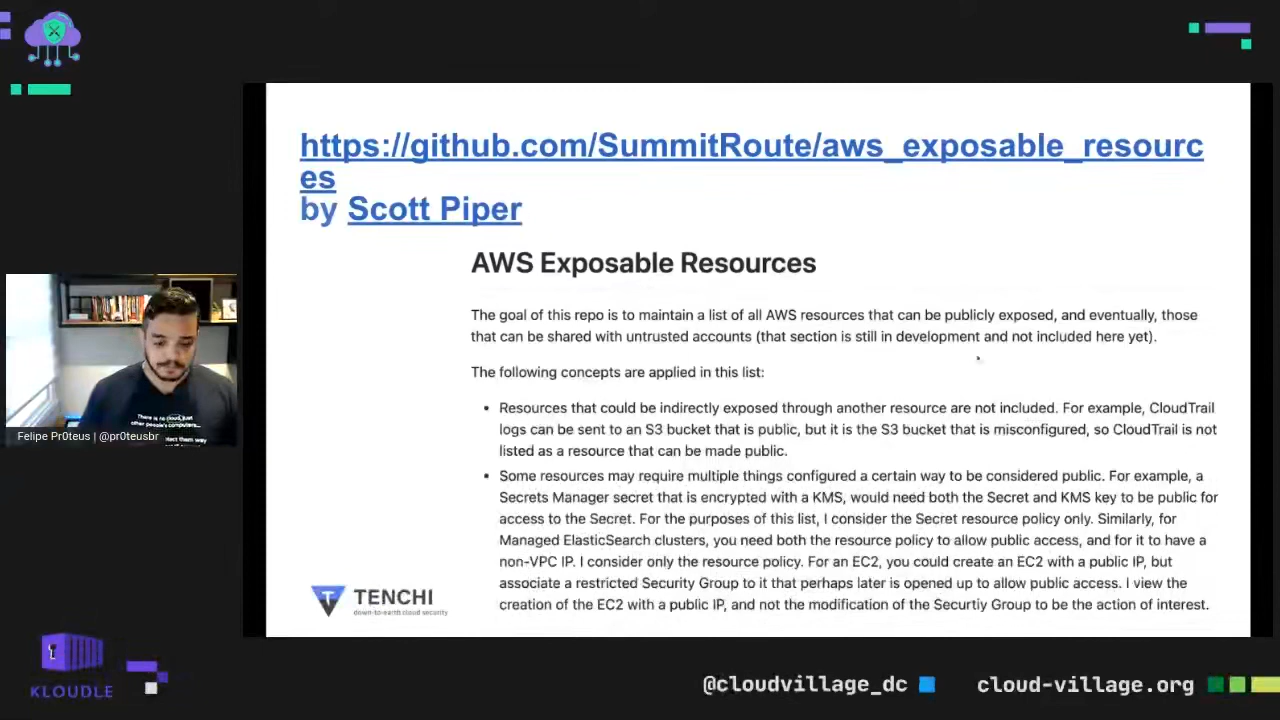 https://github.com/SummitRoute/aws_exposable_resourc
es
by Scott Piper
AWS Exposable Resources
The goal of this repo is to maintain a list of all AWS resources that can be publicly exposed, and eventually, those
that can be shared with untrusted accounts (that section is still in development and not included here yet).
The following concepts are applied in this list:
• Resources that could be indirectly exposed through another resource are not included. For example, CloudTrail
logs can be sent to an S3 bucket that is public, but it is the S3 bucket that is misconfigured, so CloudTrail is not
listed as a resource that can be made public.
• Some resources may require multiple things configured a certain way to be considered public. For example, a
Secrets Manager secret that is encrypted with a KMS, would need both the Secret and KMS key to be public for
access to the Secret. For the purposes of this list, I consider the Secret resource policy only. Similarly, for
Managed ElasticSearch clusters, you need both the resource policy to allow public access, and for it to have a
non-VPC IP. I consider only the resource policy. For an EC2, you could create an EC2 with a public IP, but
associate a restricted Security Group to it that perhaps later is opened up to allow public access. I view the
creation of the EC2 with a public IP, and not the modification of the Securtiy Group to be the action of interest.
TENCHI
down-to-earth cloud security
There is no cloud, just
other people's computers...
them way
Felipe Pr0teus | @pr0teusbr
KLOUDLE
@cloudvillage_dc
cloud-village.org